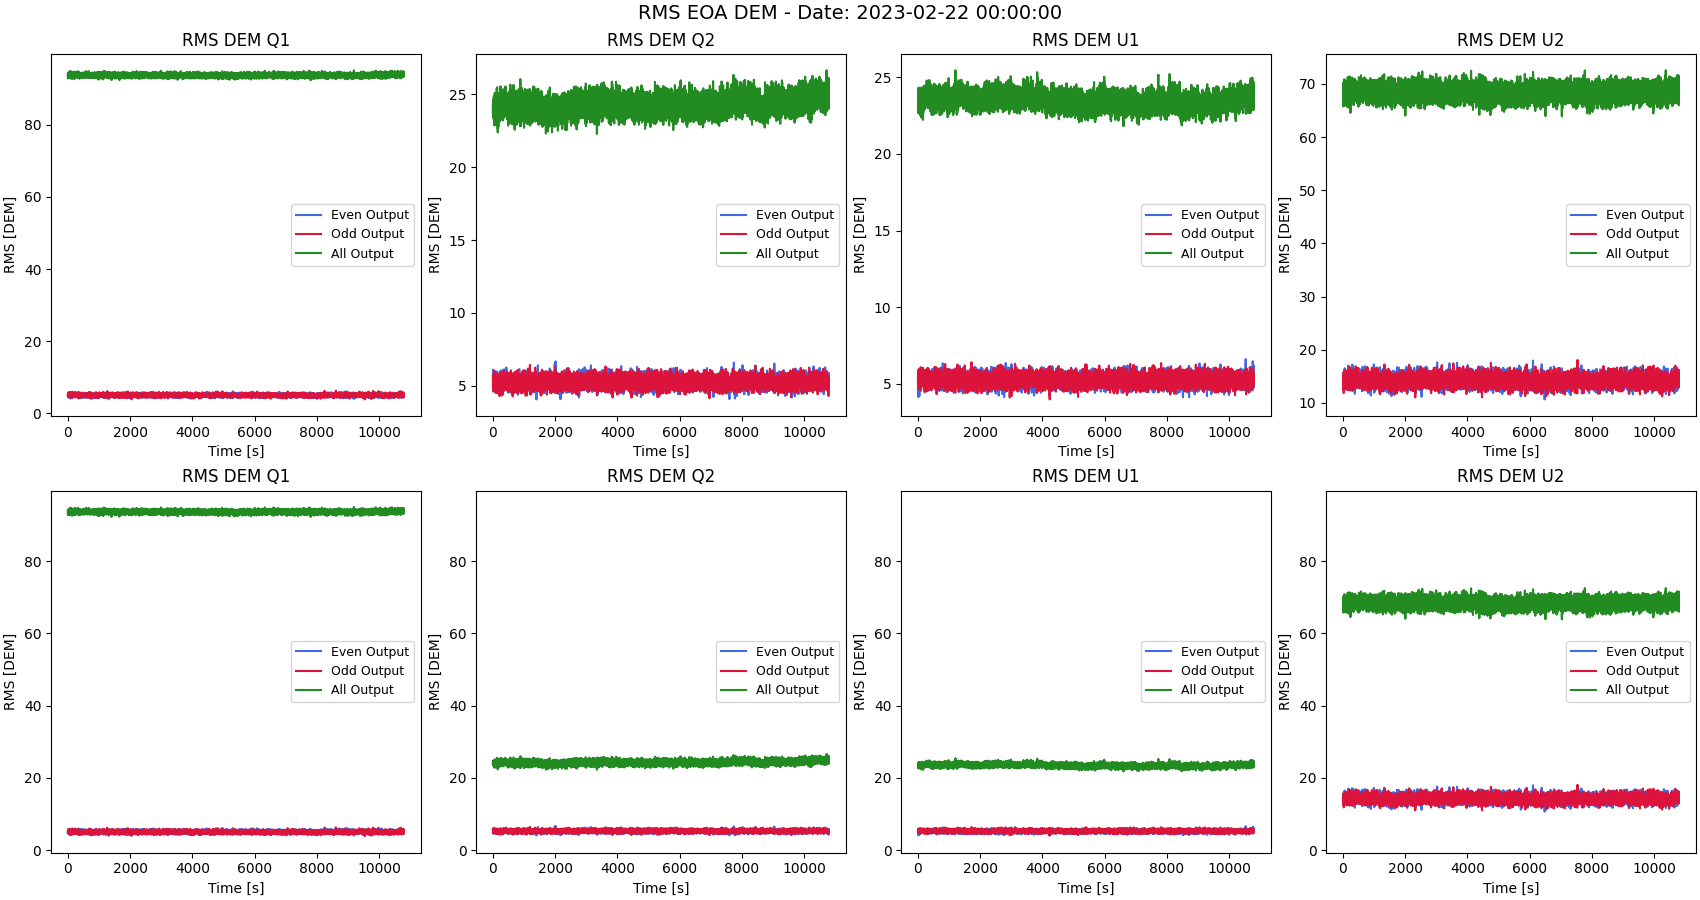 RMS EOA DEM - Date: 2023-02-22 00:00:00
RMS DEM Q1
RMS [DEM]
80
60
40
20
0
Even Output
Odd Output
All Output
0 2000 4000 6000 8000 10000
Time [s]
RMS DEM Q2
RMS [DEM]
25
20
15
10
5
Even Output
Odd Output
All Output
0 2000 4000 6000 8000 10000
Time [s]
RMS DEM U1
RMS [DEM]
25
20
15
10
5
Even Output
Odd Output
All Output
0 2000 4000 6000 8000 10000
Time [s]
RMS DEM U2
RMS [DEM]
70
60
50
40
30
20
10
Even Output
Odd Output
All Output
0 2000 4000 6000 8000 10000
Time [s]
RMS DEM Q1
RMS [DEM]
80
60
40
20
0
Even Output
Odd Output
All Output
0 2000 4000 6000 8000 10000
Time [s]
RMS DEM Q2
RMS [DEM]
80
60
40
20
0
Even Output
Odd Output
All Output
0 2000 4000 6000 8000 10000
Time [s]
RMS DEM U1
RMS [DEM]
80
60
40
20
0
Even Output
Odd Output
All Output
0 2000 4000 6000 8000 10000
Time [s]
RMS DEM U2
RMS [DEM]
80
60
40
20
0
Even Output
Odd Output
All Output
0 2000 4000 6000 8000 10000
Time [s]